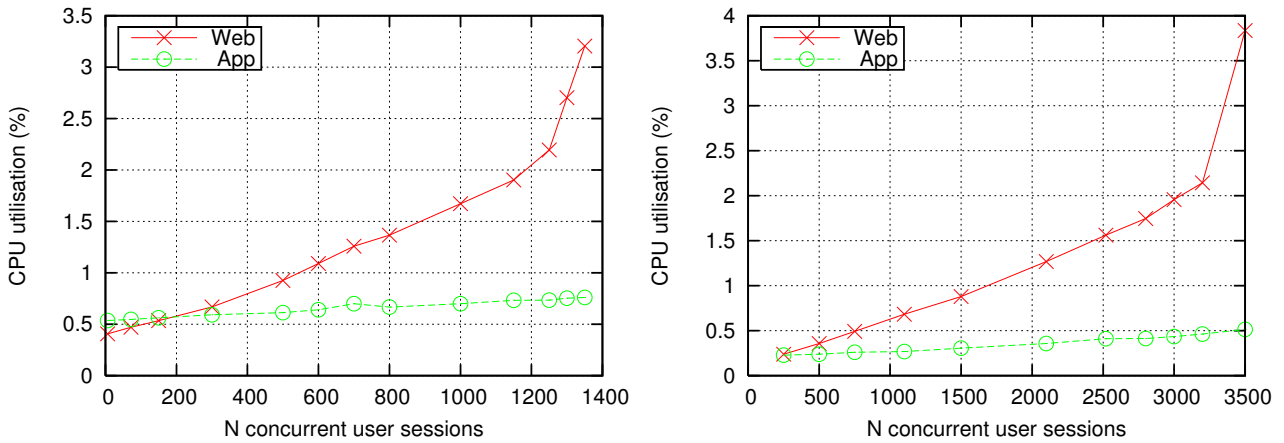 3.5
3
2.5
2
1.5
1
0.5
0
0 200 400 600 800 1000 1200 1400
CPU utilisation (%)
N concurrent user sessions
Web
App
4
3.5
3
2.5
2
1.5
1
0.5
0
0 500 1000 1500 2000 2500 3000 3500
CPU utilisation (%)
N concurrent user sessions
Web
App